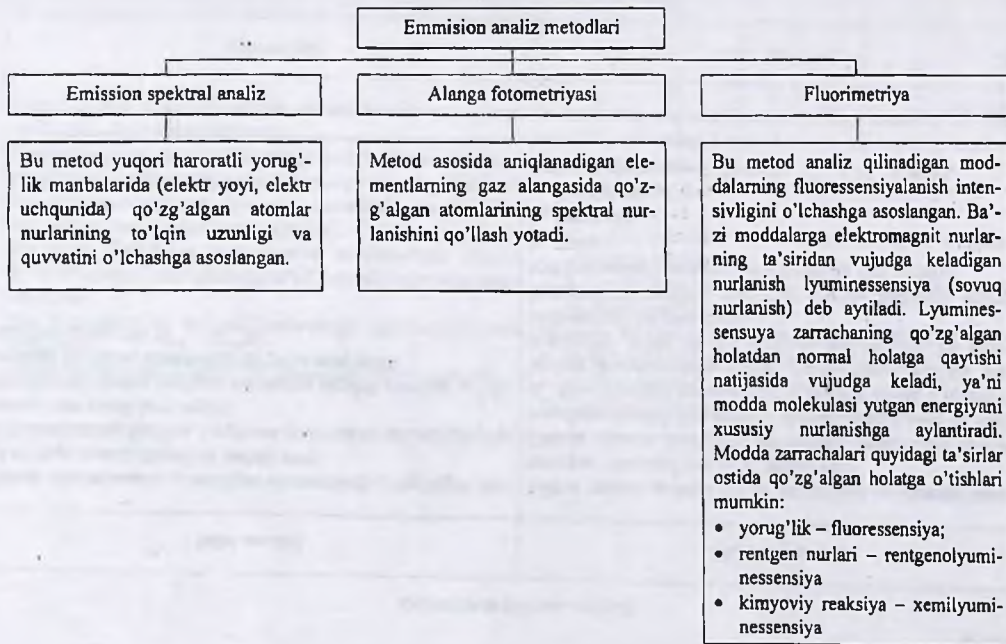 Emmision analiz metodlari
Emission spektral analiz
Bu metod yuqori haroratli yorug'-
lik manbalarida (elektr yoyi, elektr
uchqunida) qo'zg'algan atomlar
nurlarining to'lqin uzunligi va
quvvatini o'lchashga asoslangan.
Alanga fotometriyasi
Metod asosida aniqlanadigan ele-
mentlarning gaz alangasida qo'z-
g'algan atomlarining spektral nur-
lanishini qo'llash yotadi.
Fluorimetriya
Bu metod analiz qilinadigan mod-
dalarning fluoressensiyalanish inten-
sivligini o'lchashga asoslangan. Ba'-
zi moddalarga elektromagnit nurlar-
ning ta'siridan vujudga keladigan
nurlanish lyuminessensiya (sovuq
nurlanish) deb aytiladi. Lyumines-
sensuya zarrachaning qo'zg'algan
holatdan normal holatga qaytishi
natijasida vujudga keladi, ya'ni
modda molekulasi yutgan energiyani
xususiy nurlanishga aylantiradi.
Modda zarrachalari quyidagi ta'sirlar
ostida qo'zg'algan holatga o'tishlari
mumkin:
• yorug'lik – fluoressensiya;
• rentgen nurlari – rentgenolyumi-
nessensiya
• kimyoviy reaksiya – xemilyumi-
nessensiya